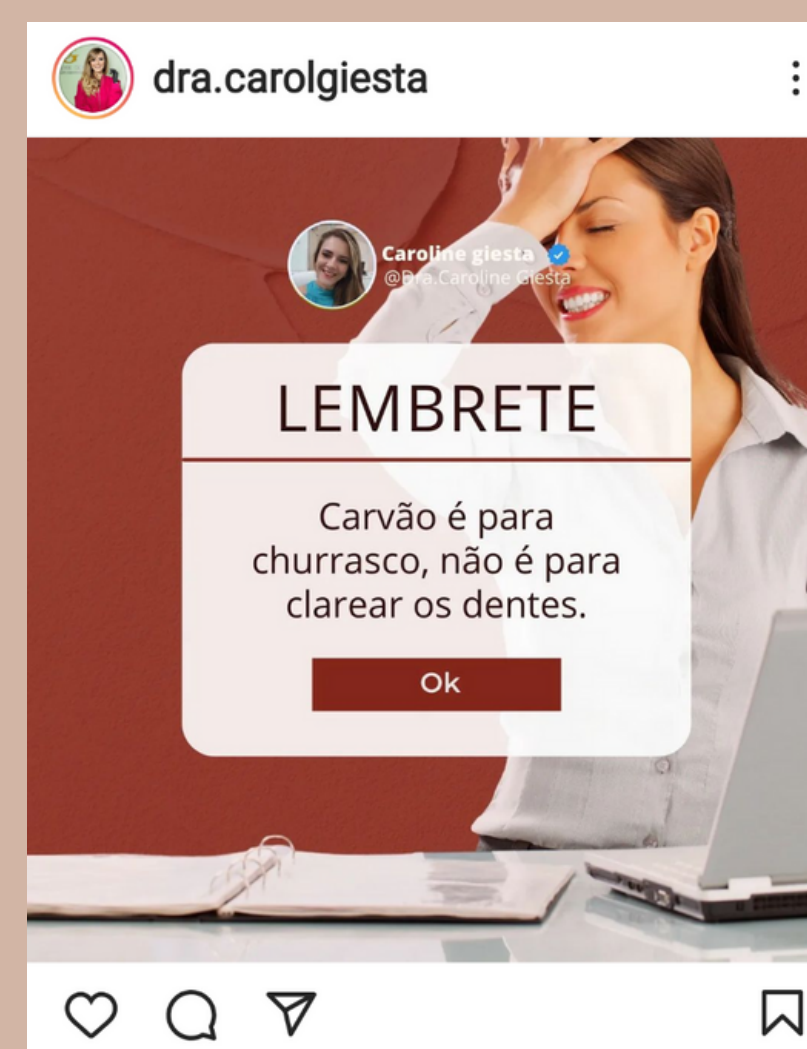 dra.carolgiesta
Caroline giesta
@Dra.Caroline Giesta
LEMBRETE
Carvão é para
churrasco, não é para
clarear os dentes.
Ok